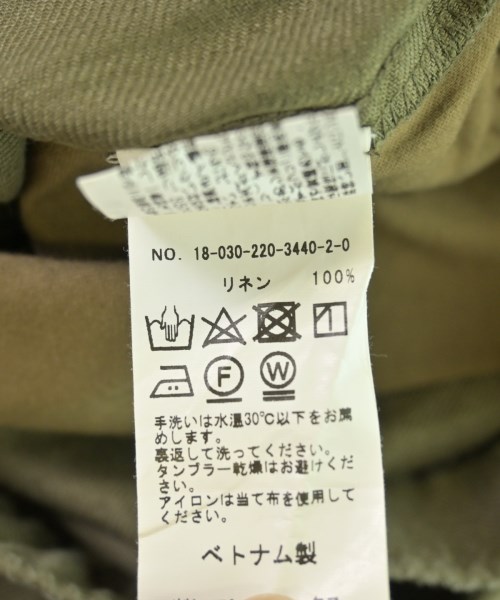 NO. 18-030-220-3440-2-0
リネン 100%
F W
手洗いは水温30℃以下をお薦
めします。
裏返して洗ってください。
タンブラー乾燥はお避けくだ
さい。
アイロンは当て布を使用して
ください。
ベトナム製